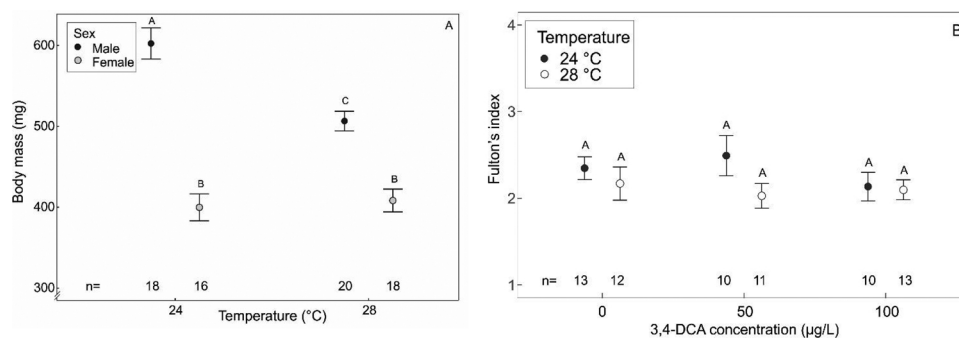 Sex
Male
Female
A
A
B
C
B
600
500
400
300
Body mass (mg)
n= 18 16 20 18
24 28
Temperature (°C)
B
Temperature
24 °C
28 °C
4
3
2
1
Fulton's index
A A A A A A
n= 13 12 10 11 10 13
0 50 100
3,4-DCA concentration (µg/L)